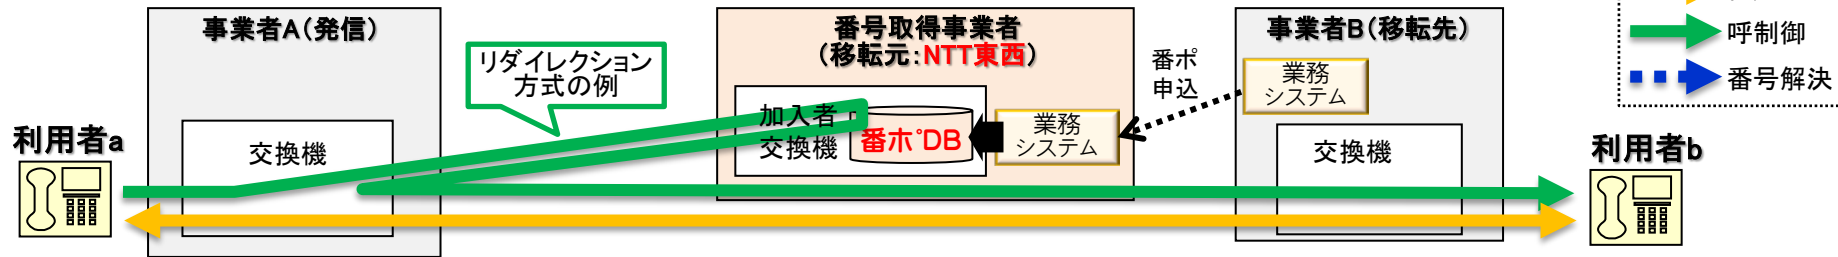 事業者A(発信)
番号取得事業者
(移転元:NTT東西)
事業者B(移転先)
リダイレクション
方式の例
番ポ
申込
業務
システム
呼制御
番号解決
利用者a
交換機
加入者
交換機
番ポDB
業務
システム
交換機
利用者b